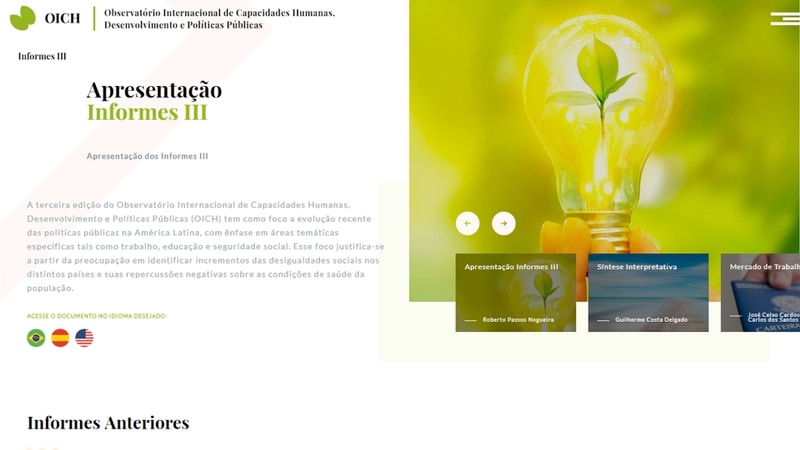 OICH
Observatório Internacional de Capacidades Humanas,
Desenvolvimento e Políticas Públicas
Informes III
Apresentação
Informes III
Apresentação dos Informes III
A terceira edição do Observatório Internacional de Capacidades Humanas,
Desenvolvimento e Políticas Públicas (OICH) tem como foco a evolução recente
das políticas públicas na América Latina, com ênfase em áreas temáticas
específicas tais como trabalho, educação e seguridade social. Esse foco justifica-se
a partir da preocupação em identificar incrementos das desigualdades sociais nos
distintos países e suas repercussões negativas sobre as condições de saúde da
população.
ACESSE O DOCUMENTO NO IDIOMA DESEJADO:
Apresentação Informes III
Roberto Passos Nogueira
Síntese Interpretativa
Guilherme Costa Delgado
Mercado de Trabalh
José Celso Cardos
Carlos dos Santos
CARTEIRA
Informes Anteriores